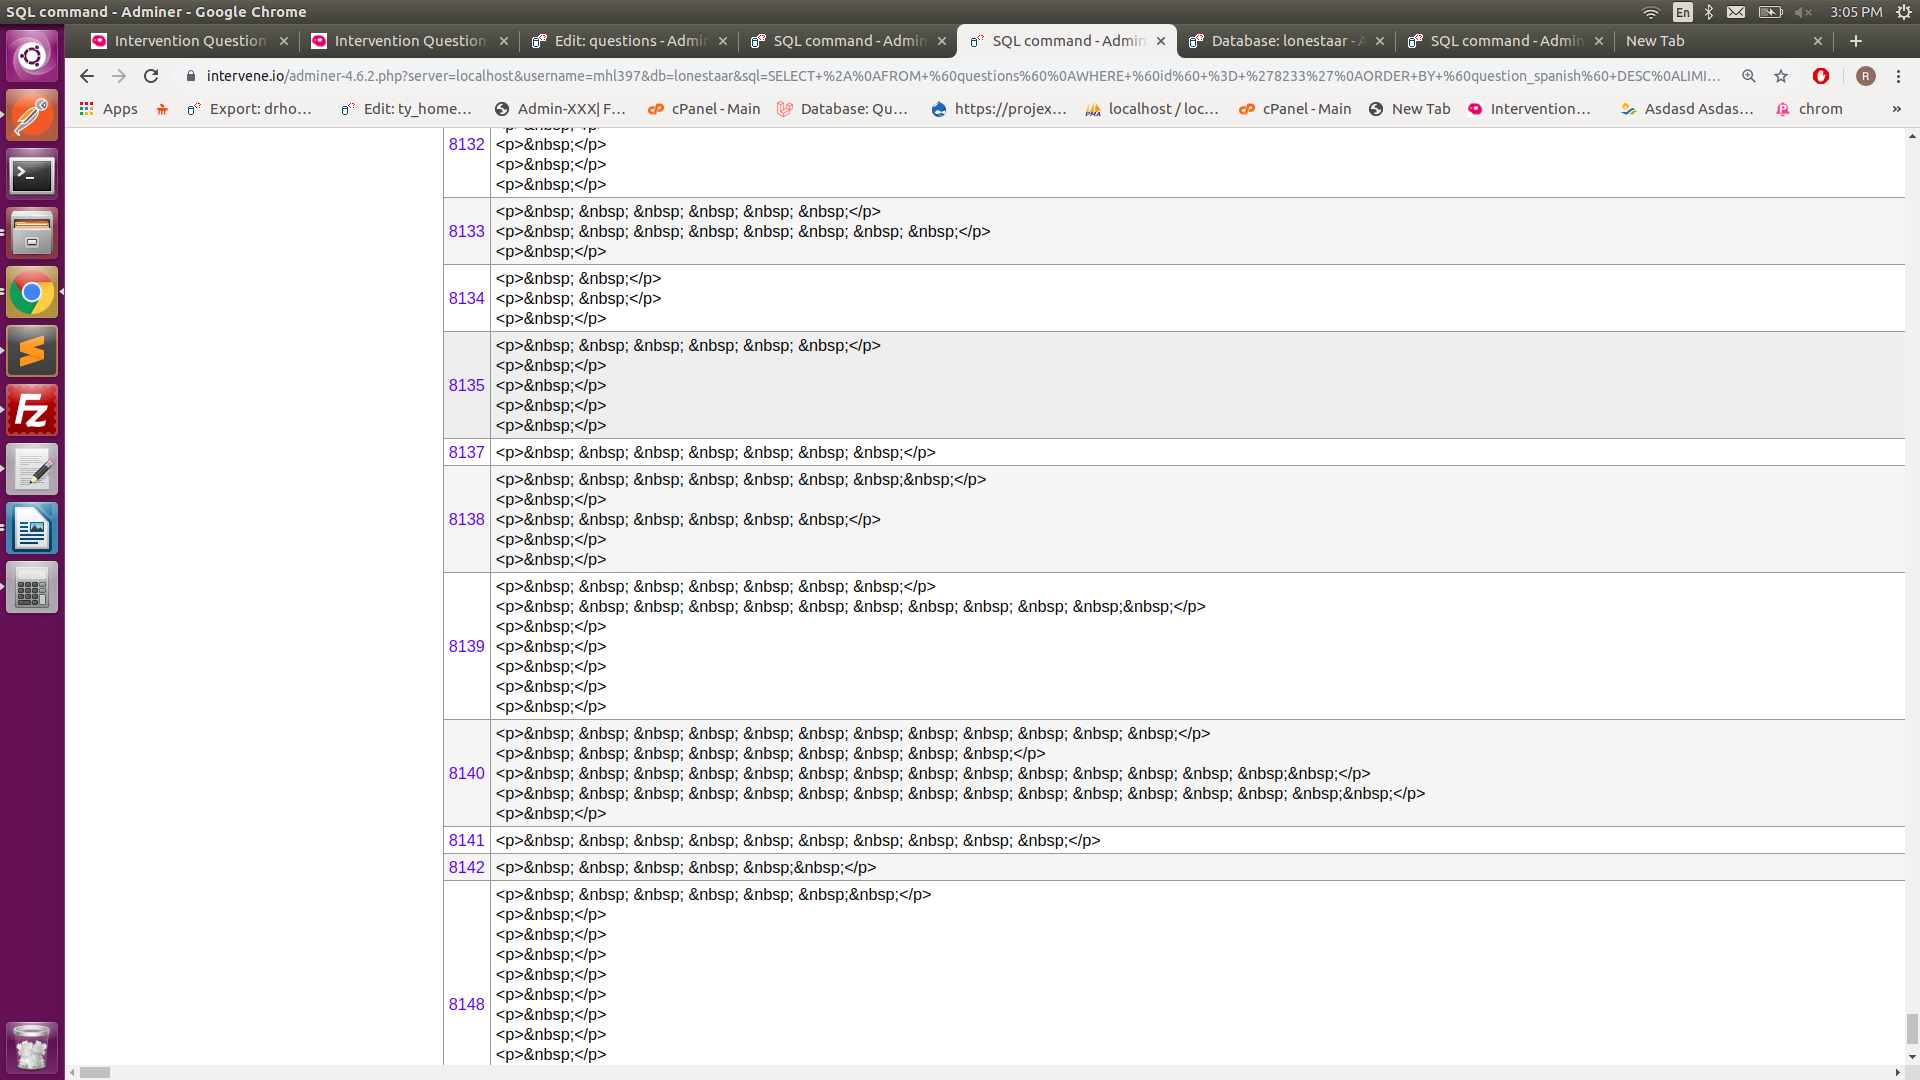 SQL command - Adminer - Google Chrome
En
3:05 PM
Intervention Question
Intervention Question
Edit: questions - Admin
SQL command - Admin
SQL command - Admin
Database: lonestaar - A
SQL command - Admin
New Tab
intervene.io/adminer-4.6.2.php?server=localhost&username=mhl397&db=lonestaar&sql=SELECT+%2A%0AFROM+%60questions%60%0AWHERE+%60id%60+%3D+%278233%27%0AORDER+BY+%60question_spanish%60+DESC%0ALIMI...
R
Apps
Export: drho...
Edit: ty_home...
Admin-XXX| F...
cPanel - Main
Database: Qu...
https://projex...
localhost / loc...
cPanel - Main
New Tab
Intervention...
Asdasd Asdas...
chrom
»
8132
<p>&nbsp;</p>
<p>&nbsp;</p>
<p>&nbsp;</p>
8133
<p>&nbsp; &nbsp; &nbsp; &nbsp; &nbsp; &nbsp;</p>
<p>&nbsp; &nbsp; &nbsp; &nbsp; &nbsp; &nbsp; &nbsp; &nbsp;</p>
<p>&nbsp;</p>
8134
<p>&nbsp; &nbsp;</p>
<p>&nbsp; &nbsp;</p>
<p>&nbsp;</p>
8135
<p>&nbsp; &nbsp; &nbsp; &nbsp; &nbsp; &nbsp;</p>
<p>&nbsp;</p>
<p>&nbsp;</p>
<p>&nbsp;</p>
<p>&nbsp;</p>
8137
<p>&nbsp; &nbsp; &nbsp; &nbsp; &nbsp; &nbsp; &nbsp;</p>
8138
<p>&nbsp; &nbsp; &nbsp; &nbsp; &nbsp; &nbsp; &nbsp;&nbsp;</p>
<p>&nbsp;</p>
<p>&nbsp; &nbsp; &nbsp; &nbsp; &nbsp; &nbsp;</p>
<p>&nbsp;</p>
<p>&nbsp;</p>
8139
<p>&nbsp; &nbsp; &nbsp; &nbsp; &nbsp; &nbsp; &nbsp;</p>
<p>&nbsp; &nbsp; &nbsp; &nbsp; &nbsp; &nbsp; &nbsp; &nbsp; &nbsp; &nbsp; &nbsp;&nbsp;</p>
<p>&nbsp;</p>
<p>&nbsp;</p>
<p>&nbsp;</p>
<p>&nbsp;</p>
<p>&nbsp;</p>
8140
<p>&nbsp; &nbsp; &nbsp; &nbsp; &nbsp; &nbsp; &nbsp; &nbsp; &nbsp; &nbsp; &nbsp; &nbsp;</p>
<p>&nbsp; &nbsp; &nbsp; &nbsp; &nbsp; &nbsp; &nbsp; &nbsp; &nbsp;</p>
<p>&nbsp; &nbsp; &nbsp; &nbsp; &nbsp; &nbsp; &nbsp; &nbsp; &nbsp; &nbsp; &nbsp; &nbsp; &nbsp; &nbsp;&nbsp;</p>
<p>&nbsp; &nbsp; &nbsp; &nbsp; &nbsp; &nbsp; &nbsp; &nbsp; &nbsp; &nbsp; &nbsp; &nbsp; &nbsp; &nbsp; &nbsp;&nbsp;</p>
<p>&nbsp;</p>
8141
<p>&nbsp; &nbsp; &nbsp; &nbsp; &nbsp; &nbsp; &nbsp; &nbsp; &nbsp; &nbsp;</p>
8142
<p>&nbsp; &nbsp; &nbsp; &nbsp; &nbsp;&nbsp;</p>
8148
<p>&nbsp; &nbsp; &nbsp; &nbsp; &nbsp; &nbsp;&nbsp;</p>
<p>&nbsp;</p>
<p>&nbsp;</p>
<p>&nbsp;</p>
<p>&nbsp;</p>
<p>&nbsp;</p>
<p>&nbsp;</p>
<p>&nbsp;</p>
<p>&nbsp;</p>